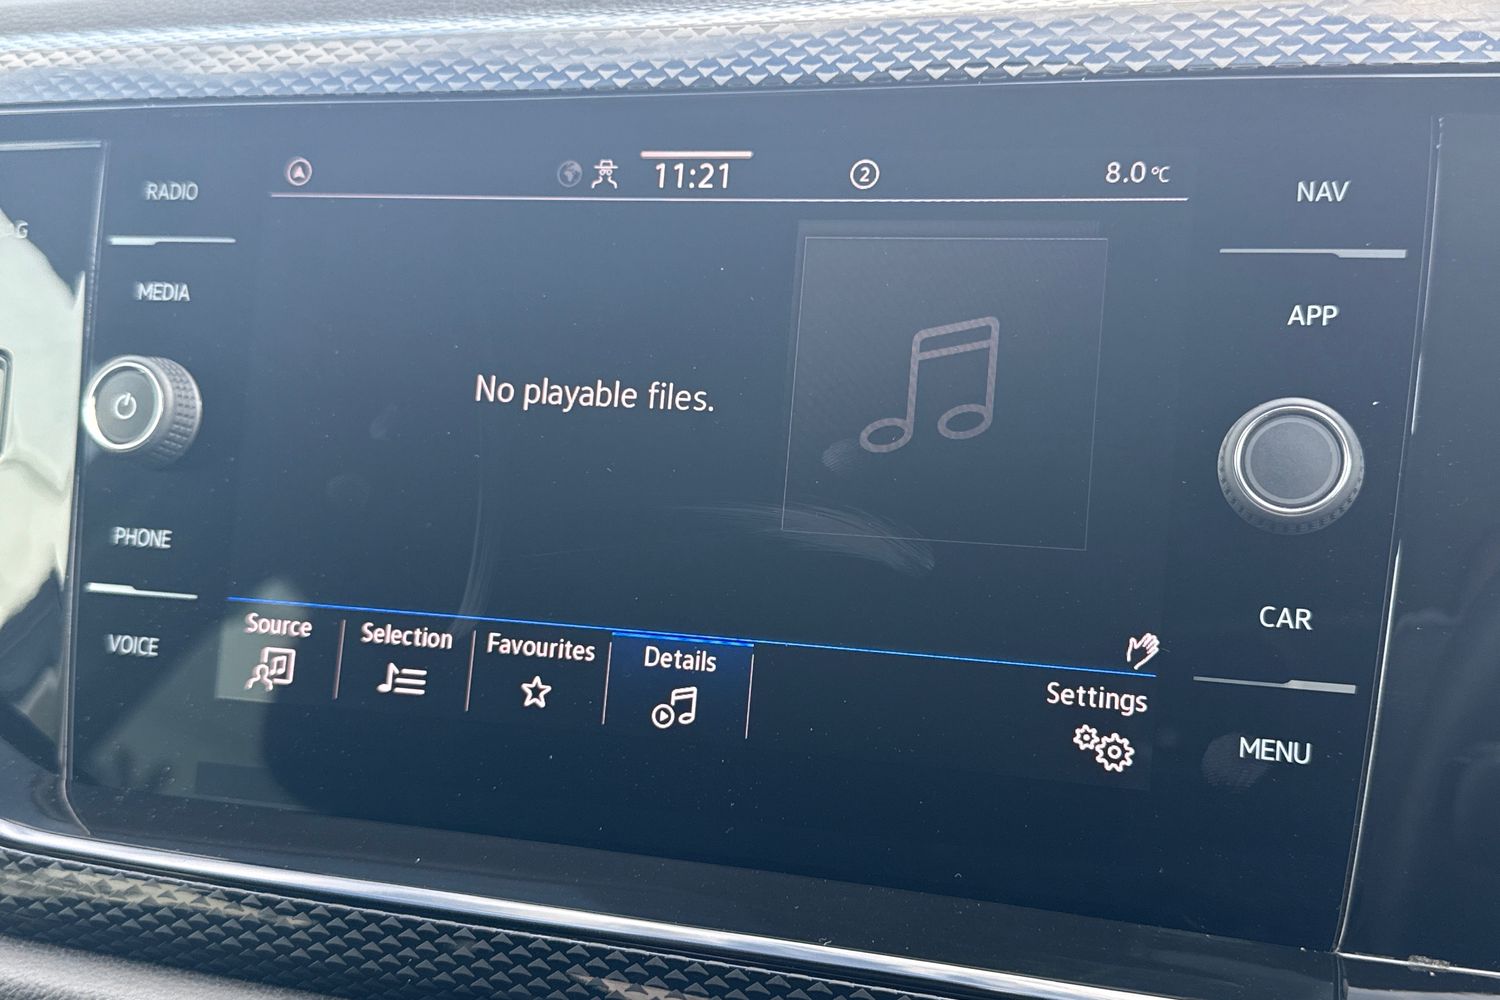 RADIO
MEDIA
PHONE
VOICE
11:21
2
8.0 °C
No playable files.
Source
Selection
Favourites
Details
Settings
NAV
APP
CAR
MENU